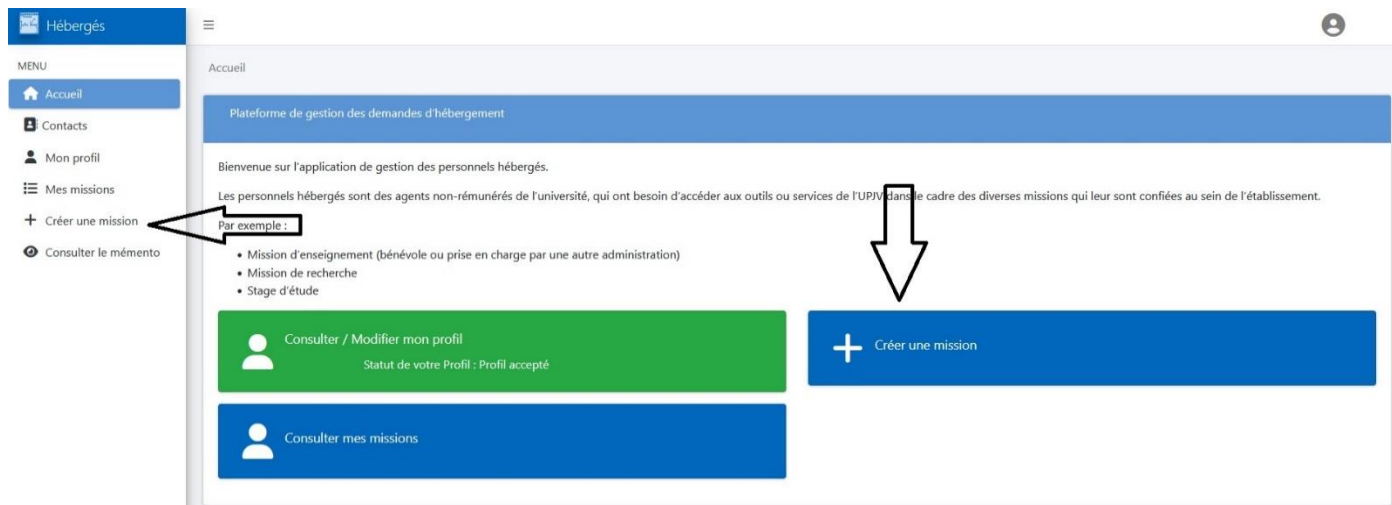 Hébergés
MENU
Accueil
Contacts
Mon profil
Mes missions
Créer une mission
Consulter le mémento
Accueil
Plateforme de gestion des demandes d'hébergement
Bienvenue sur l'application de gestion des personnels hébergés.
Les personnels hébergés sont des agents non-rémunérés de l'université, qui ont besoin d'accéder aux outils ou services de l'UPJV dans le cadre des diverses missions qui leur sont confiées au sein de l'établissement.
Par exemple :
• Mission d'enseignement (bénévole ou prise en charge par une autre administration)
• Mission de recherche
• Stage d'étude
Consulter / Modifier mon profil
Statut de votre Profil : Profil accepté
Créer une mission
Consulter mes missions